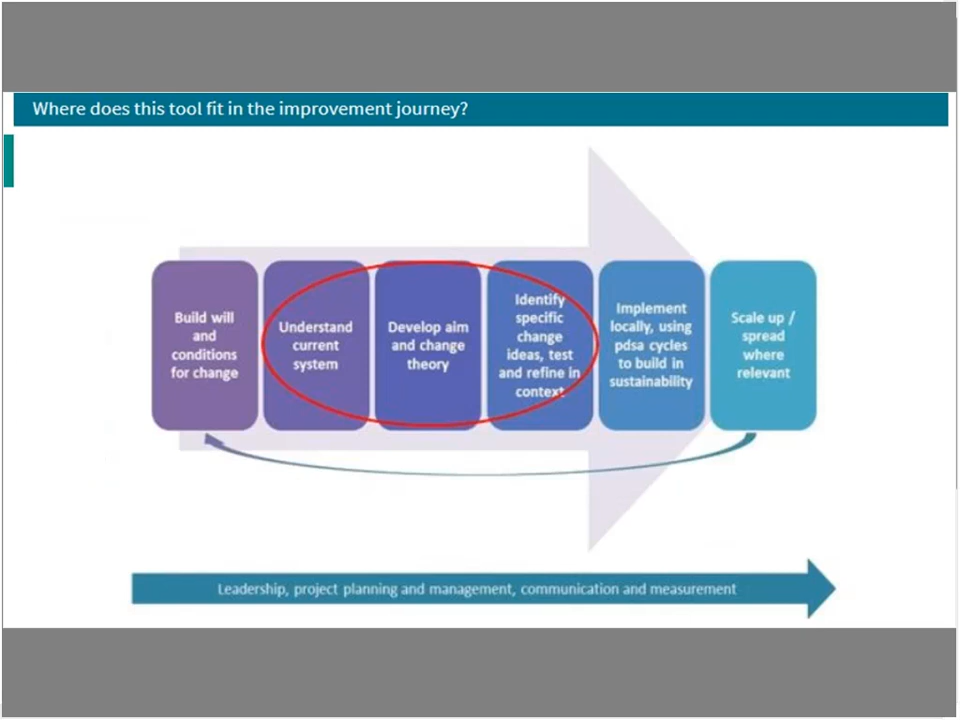 Where does this tool fit in the improvement journey?
Build will
and
conditions
for change
Understand
current
system
Develop aim
and change
theory
Identify
specific
change
ideas, test
and refine in
context
Implement
locally, using
pdsa cycles
to build in
sustainability
Scale up /
spread
where
relevant
Leadership, project planning and management, communication and measurement